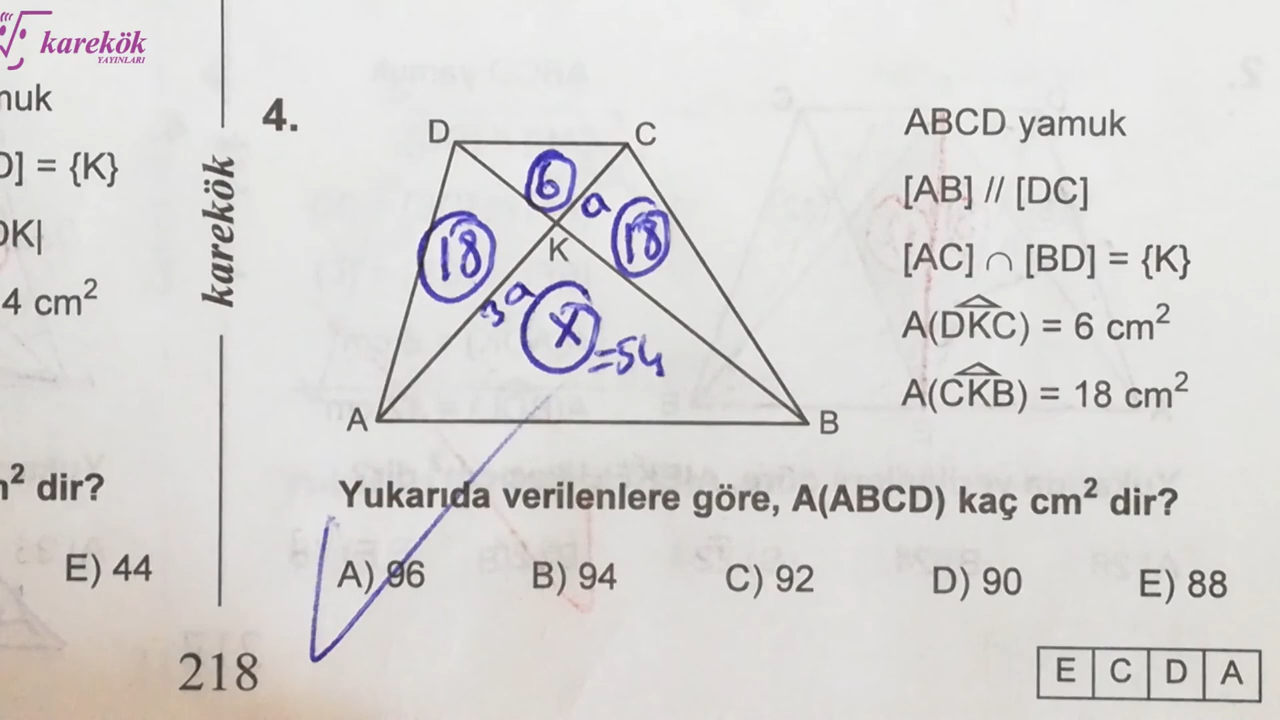 karekök
YAYINLARI
muk
D] = {K}
DK|
4 cm²
m² dir?
E) 44
karekök
218
4.
D
C
6
a
18
18
K
3a
X
=54
A
B
ABCD yamuk
[AB] // [DC]
[AC] ∩ [BD] = {K}
A(DKC) = 6 cm²
A(CKB) = 18 cm²
Yukarıda verilenlere göre, A(ABCD) kaç cm² dir?
A) 96 B) 94 C) 92 D) 90 E) 88
E C D A